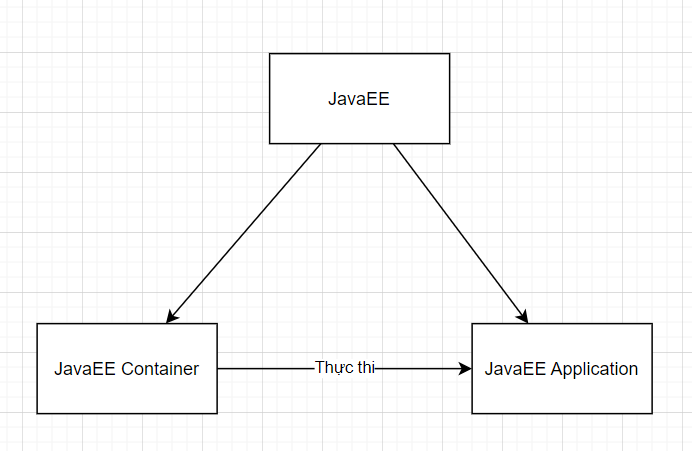 JavaEE
JavaEE Container
Thực thi
JavaEE Application